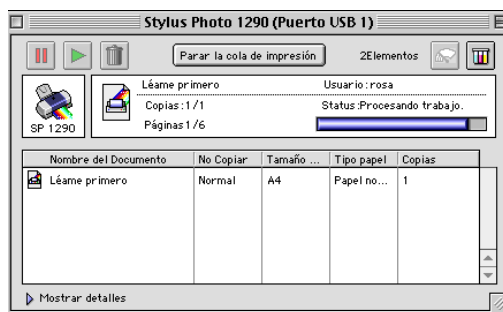 Stylus Photo 1290 (Puerto USB 1)
Parar la cola de impresión
2Elementos
SP 1290
Léame primero
Usuario:rosa
Copias:1/1
Status:Procesando trabajo.
Páginas1/6
Nombre del Documento No Copiar Tamaño ... Tipo papel Copias
Léame primero Normal A4 Papel no... 1
Mostrar detalles